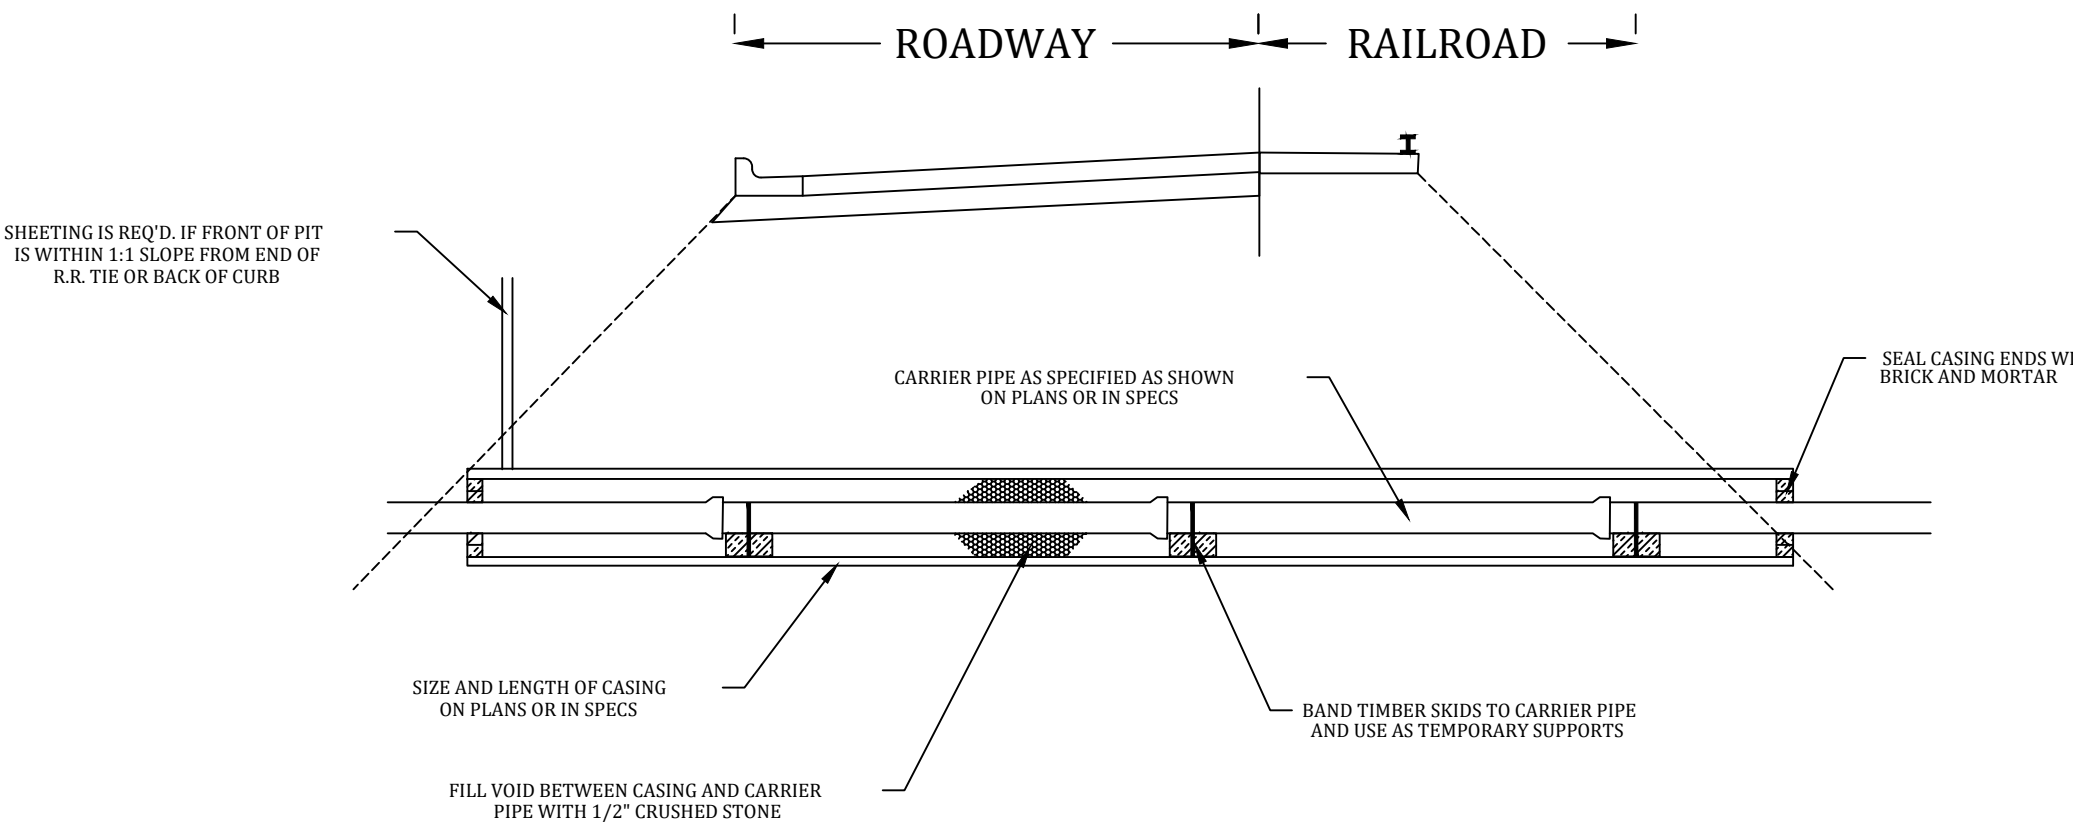 ROADWAY
RAILROAD
SHEETING IS REQ'D. IF FRONT OF PIT
IS WITHIN 1:1 SLOPE FROM END OF
R.R. TIE OR BACK OF CURB
CARRIER PIPE AS SPECIFIED AS SHOWN
ON PLANS OR IN SPECS
SEAL CASING ENDS
BRICK AND MORTAR
SIZE AND LENGTH OF CASING
ON PLANS OR IN SPECS
BAND TIMBER SKIDS TO CARRIER PIPE
AND USE AS TEMPORARY SUPPORTS
FILL VOID BETWEEN CASING AND CARRIER
PIPE WITH 1/2" CRUSHED STONE